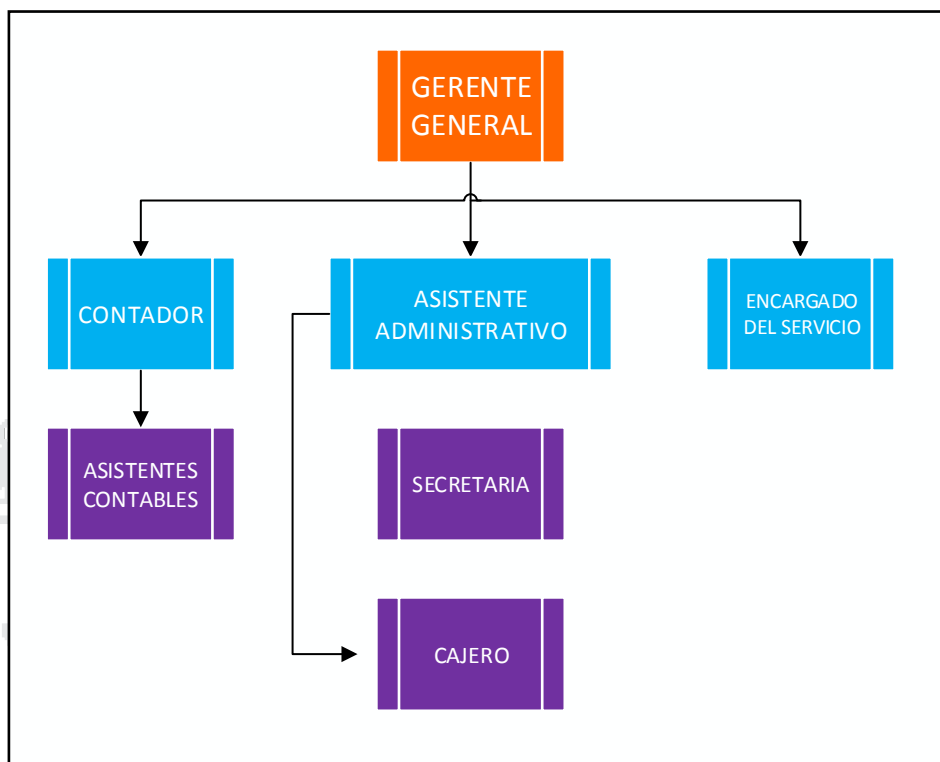 GERENTE
GENERAL
CONTADOR
ASISTENTE
ADMINISTRATIVO
ENCARGADO
DEL SERVICIO
ASISTENTES
CONTABLES
SECRETARIA
CAJERO